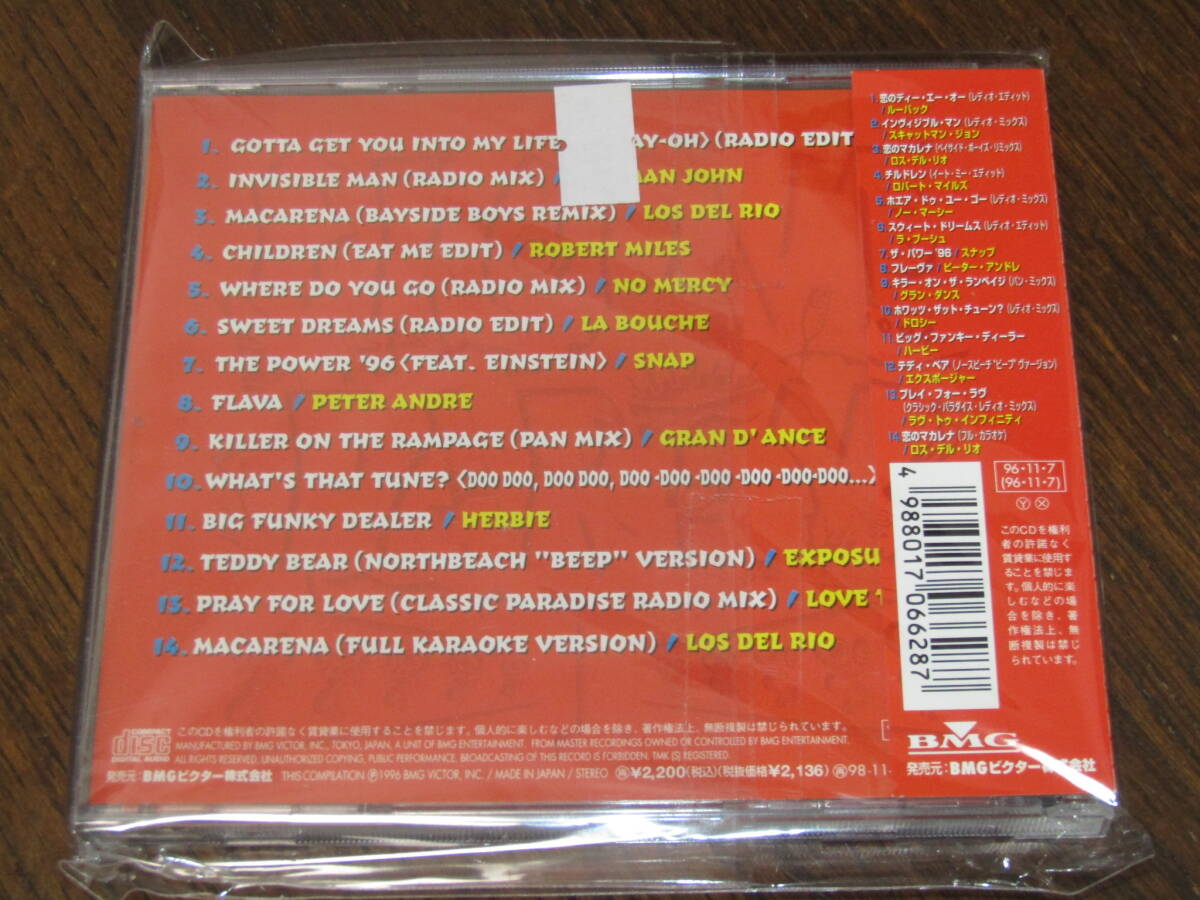 1. GOTTA GET YOU INTO MY LIFE AY-OH〉(RADIO EDIT
2. INVISIBLE MAN (RADIO MIX) / AN JOHN
3. MACARENA (BAYSIDE BOYS REMIX) / LOS DEL RIO
4. CHILDREN (EAT ME EDIT) / ROBERT MILES
5. WHERE DO YOU GO (RADIO MIX) / NO MERCY
6. SWEET DREAMS (RADIO EDIT) / LA BOUCHE
7. THE POWER '96〈FEAT. EINSTEIN〉/ SNAP
8. FLAVA / PETER ANDRE
9. KILLER ON THE RAMPAGE (PAN MIX) / GRAN D'ANCE
10. WHAT'S THAT TUNE?〈DOO DOO, DOO DOO, DOO-DOO-DOO-DOO-DOO-DOO...〉
11. BIG FUNKY DEALER / HERBIE
12. TEDDY BEAR (NORTHBEACH "BEEP" VERSION) / EXPOSU
13. PRAY FOR LOVE (CLASSIC PARADISE RADIO MIX) / LOVE
14. MACARENA (FULL KARAOKE VERSION) / LOS DEL RIO
COMPACT
disc
DIGITAL AUDIO
このCDを権利者の許諾なく賃貸業に使用することを禁じます。個人的に楽しむなどの場合を除き、著作権法上、無断複製は禁じられています。
MANUFACTURED BY BMG VICTOR, INC., TOKYO, JAPAN, A UNIT OF BMG ENTERTAINMENT. FROM MASTER RECORDINGS OWNED OR CONTROLLED BY BMG ENTERTAINMENT.
ALL RIGHTS RESERVED. UNAUTHORIZED COPYING, PUBLIC PERFORMANCE, BROADCASTING OF THIS RECORD IS FORBIDDEN. TMK (S) REGISTERED
発売元:BMGビクター株式会社 THIS COMPILATION Ⓟ1996 BMG VICTOR, INC. / MADE IN JAPAN / STEREO ㊢¥2,200(税込)(税抜価格¥2,136) ㊢98·11·
1. 恋のディー・エー・オー(レディオ・エディット)
/ ルーバック
2. インヴィジブル・マン(レディオ・ミックス)
/ スキャットマン・ジョン
3. 恋のマカレナ(ベイサイド・ボーイズ・リミックス)
/ ロス・デル・リオ
4. チルドレン(イート・ミー・エディット)
/ ロバート・マイルズ
5. ホエア・ドゥ・ユー・ゴー(レディオ・ミックス)
/ ノー・マーシー
6. スウィート・ドリームス(レディオ・エディット)
/ ラ・ブーシュ
7. ザ・パワー'96 / スナップ
8. フレーヴァ / ピーター・アンドレ
9. キラー・オン・ザ・ランペイジ(パン・ミックス)
/ グラン・ダンス
10. ホワッツ・ザット・チューン?(レディオ・ミックス)
/ ドロシー
11. ビッグ・ファンキー・ディーラー
/ ハービー
12. テディ・ベア(ノースビーチ"ビープ"ヴァージョン)
/ エクスポージャー
13. プレイ・フォー・ラヴ
(クラシック・パラダイス・レディオ・ミックス)
/ ラヴ・トゥ・インフィニティ
14. 恋のマカレナ(フル・カラオケ)
/ ロス・デル・リオ
4 988017 066287
96·11·7
(96·11·7)
Ⓨ Ⓧ
このCDを権利
者の許諾なく
賃貸業に使用
することを禁じま
す。個人的に楽
しむなどの場
合を除き、著
作権法上、無
断複製は禁じ
られています。
BMG
発売元:BMGビクター株式会社